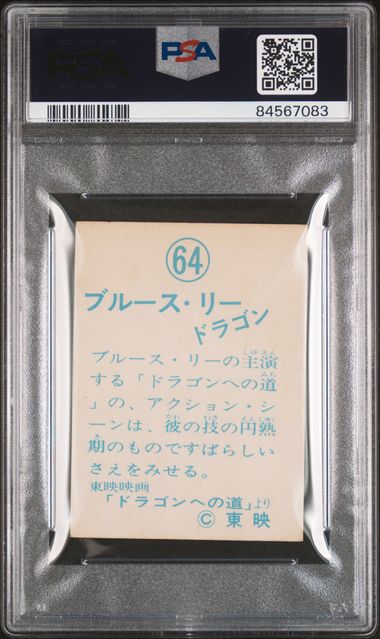 PSA
84567083
64
ブルース・リー
ドラゴン
ブルース・リーの主演
する「ドラゴンへの道
」の、アクション・シ
ーンは、彼の技の円熟
期のものですばらしい
さえをみせる。
東映映画
「ドラゴンへの道」より
© 東映